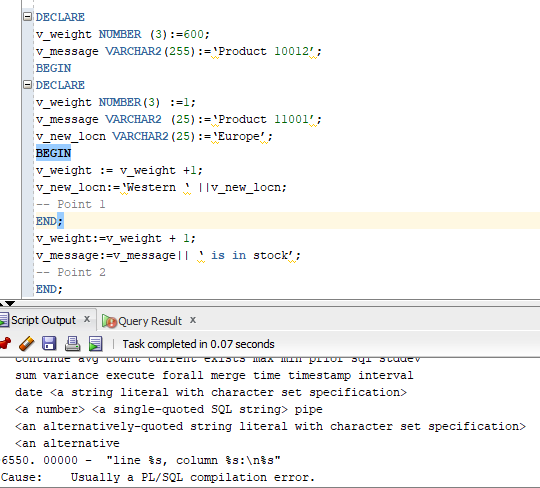 DECLARE
v_weight NUMBER (3):=600;
v_message VARCHAR2(255):=‘Product 10012’;
BEGIN
DECLARE
v_weight NUMBER(3) :=1;
v_message VARCHAR2 (25):=‘Product 11001’;
v_new_locn VARCHAR2(25):=‘Europe’;
BEGIN
v_weight := v_weight +1;
v_new_locn:=‘Western ‘ ||v_new_locn;
-- Point 1
END;
v_weight:=v_weight + 1;
v_message:=v_message|| ‘ is in stock’;
-- Point 2
END;
Script Output x Query Result x
Task completed in 0.07 seconds
continue avg count current exists max min prior sql stddev
sum variance execute forall merge time timestamp interval
date <a string literal with character set specification>
<a number> <a single-quoted SQL string> pipe
<an alternatively-quoted string literal with character set specification>
<an alternative
6550. 00000 - "line %s, column %s:\n%s"
Cause: Usually a PL/SQL compilation error.